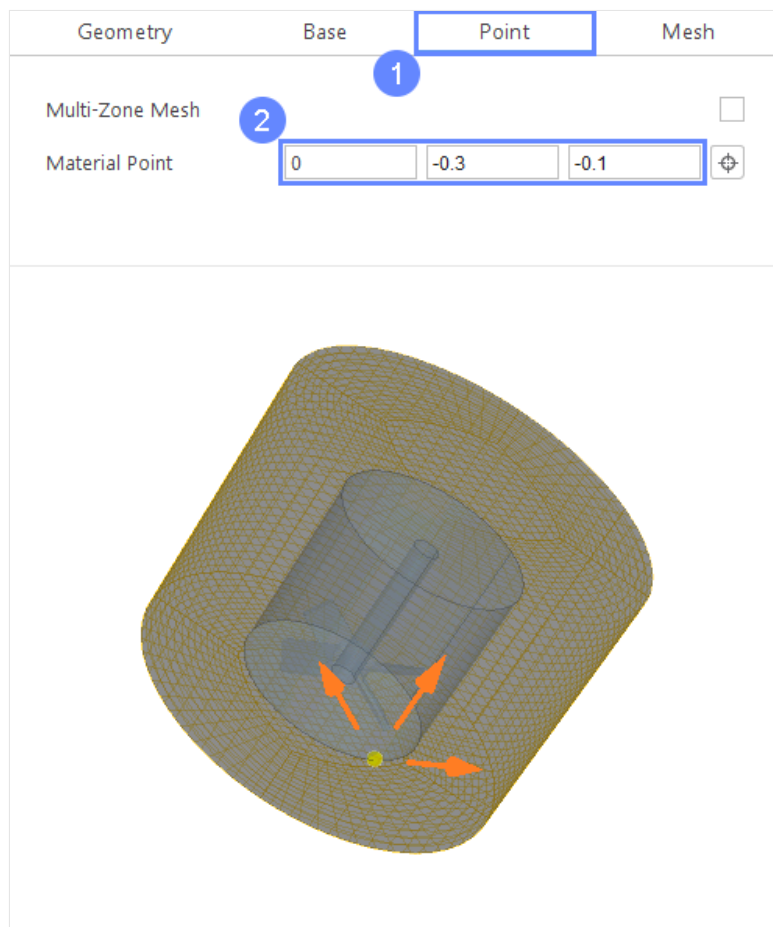 Geometry Base Point Mesh
1
Multi-Zone Mesh
2
Material Point 0 -0.3 -0.1